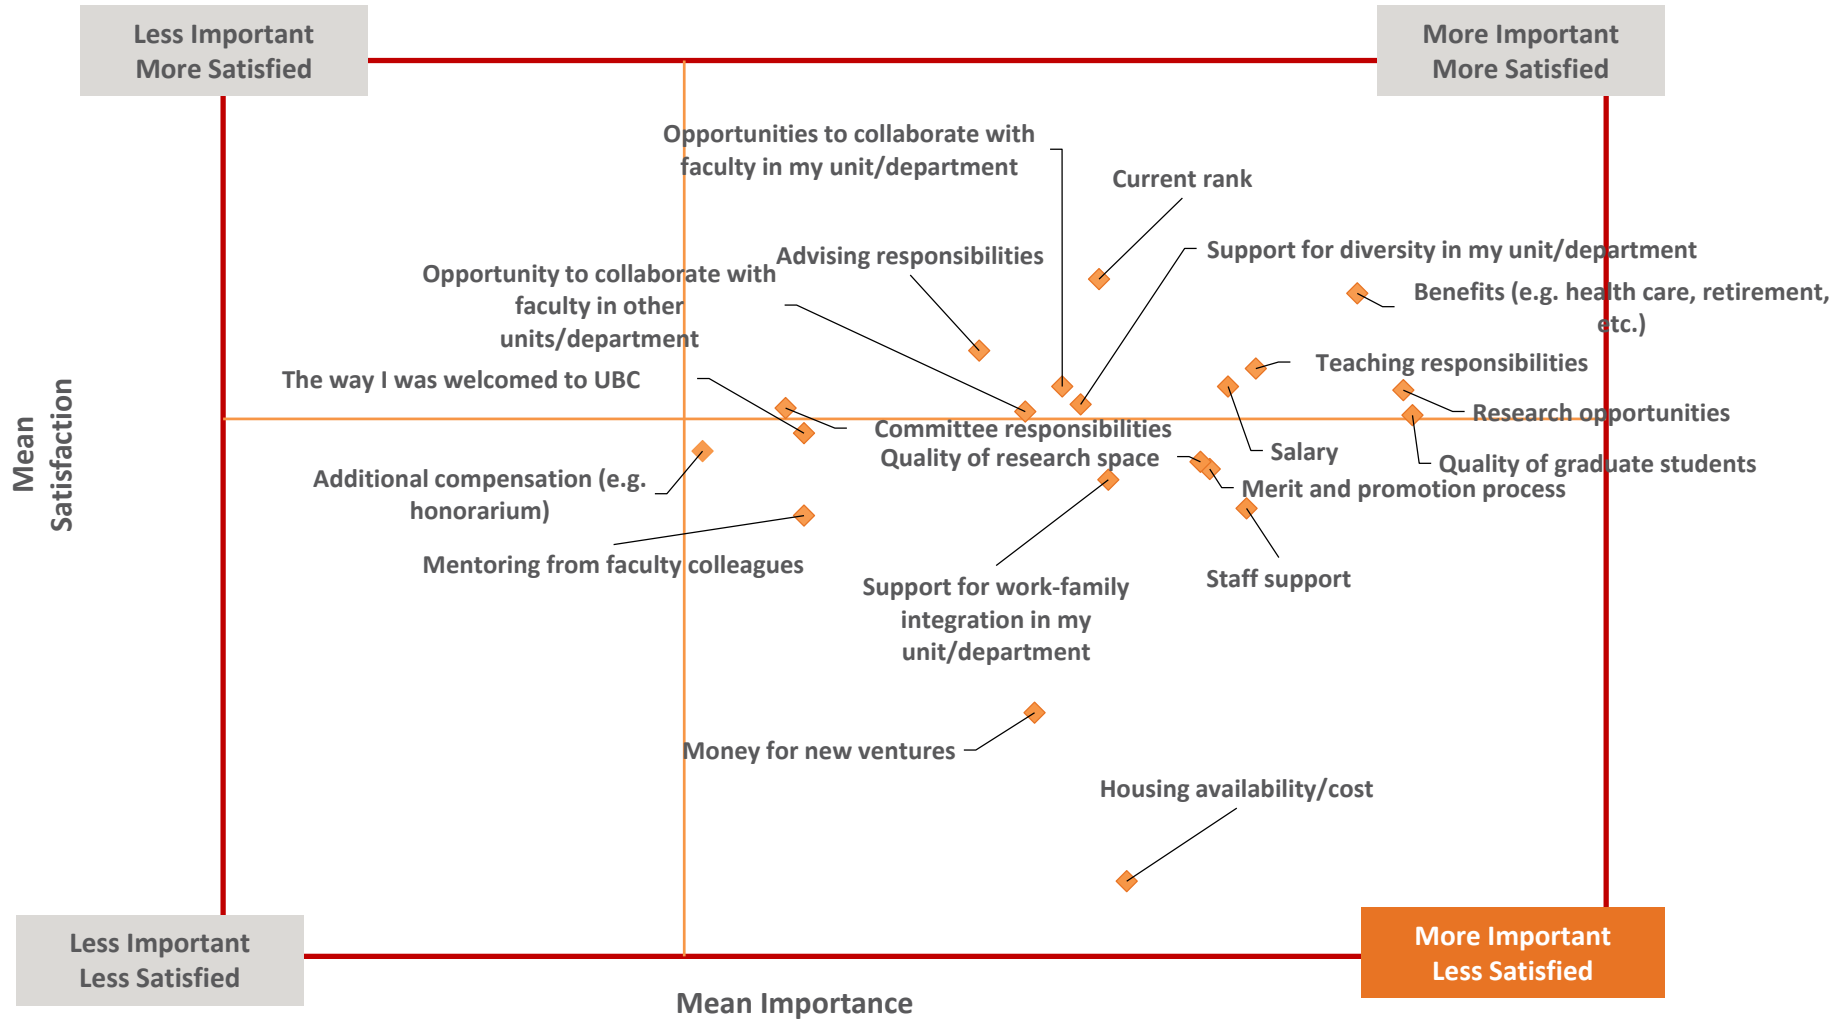 Less Important
More Satisfied
More Important
More Satisfied
Opportunities to collaborate with
faculty in my unit/department
Current rank
Advising responsibilities
Support for diversity in my unit/department
Opportunity to collaborate with
faculty in other
units/department
Benefits (e.g. health care, retirement,
etc.)
The way I was welcomed to UBC
Teaching responsibilities
Research opportunities
Committee responsibilities
Quality of research space
Salary
Quality of graduate students
Additional compensation (e.g.
honorarium)
Merit and promotion process
Mean
Satisfaction
Mentoring from faculty colleagues
Support for work-family
integration in my
unit/department
Staff support
Money for new ventures
Housing availability/cost
Less Important
Less Satisfied
More Important
Less Satisfied
Mean Importance